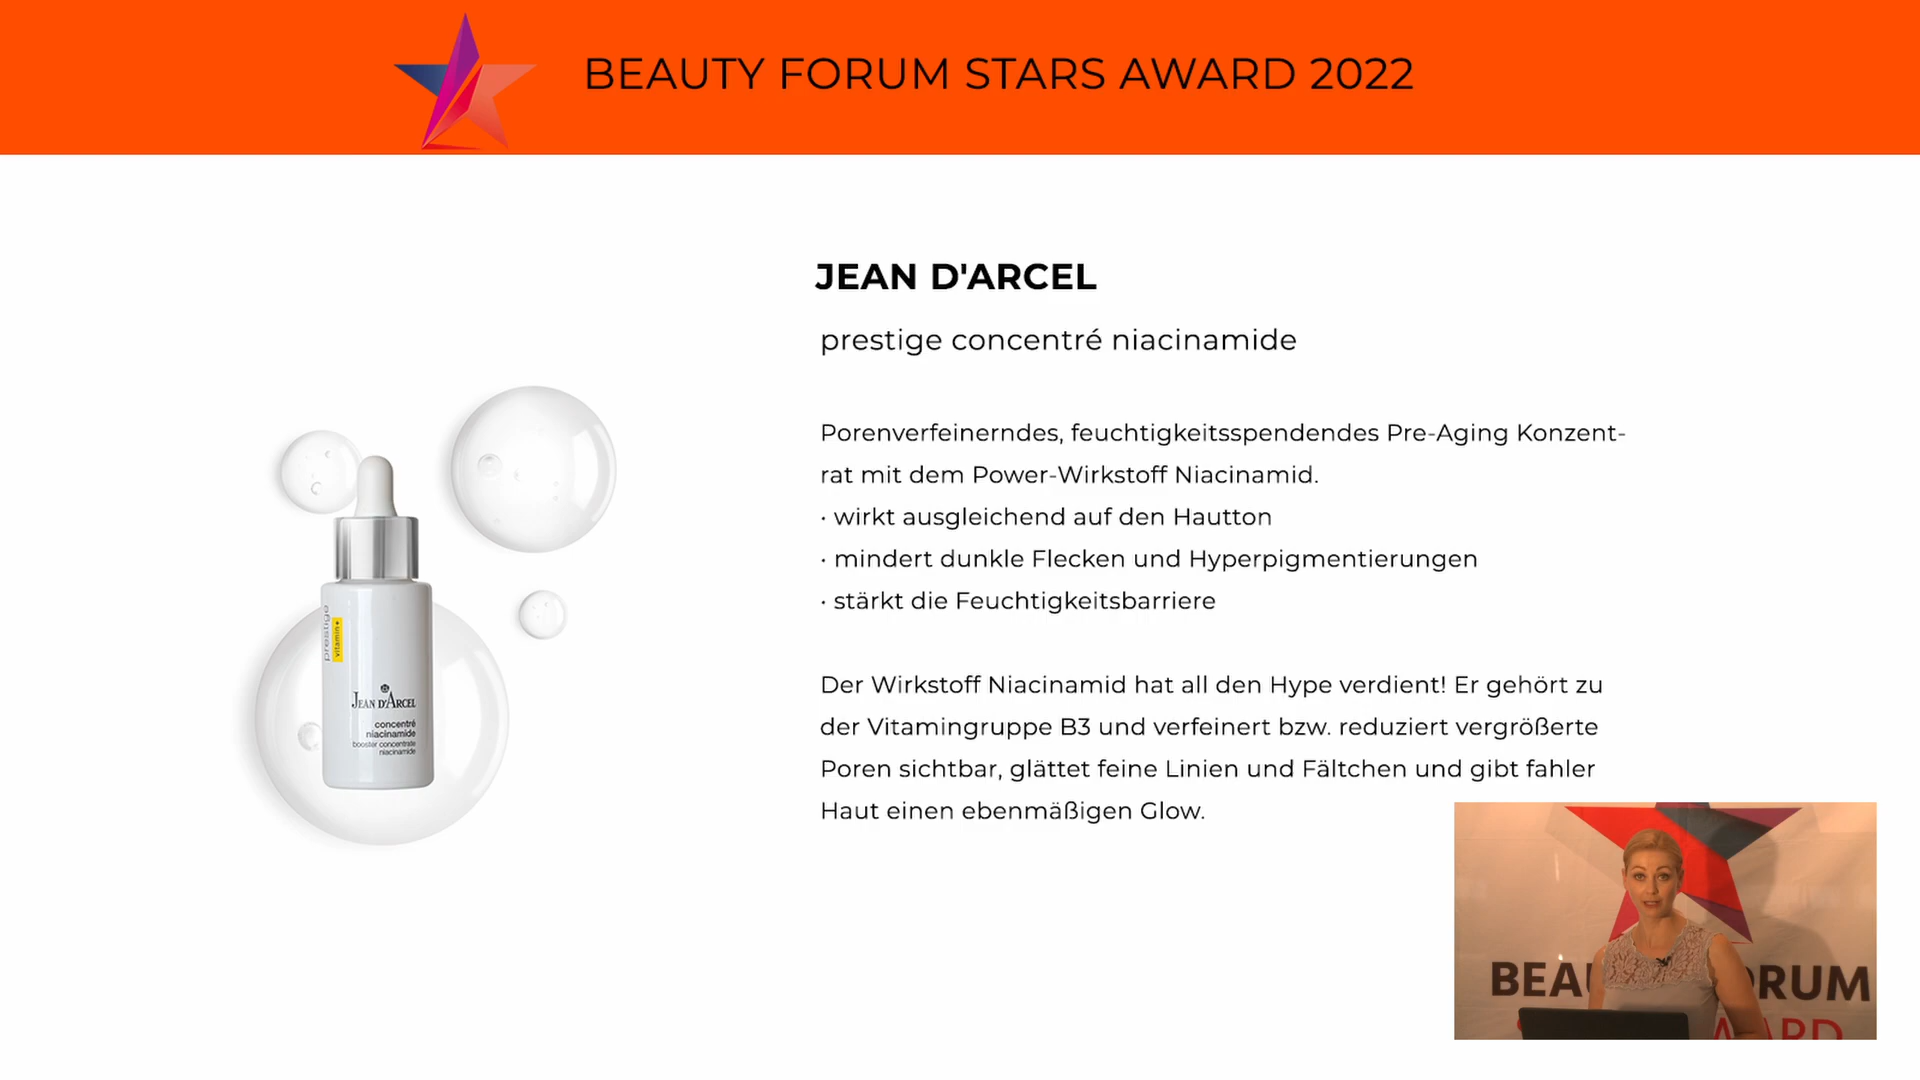 BEAUTY FORUM STARS AWARD 2022
JEAN D'ARCEL
prestige concentré niacinamide
Porenverfeinerndes, feuchtigkeitsspendendes Pre-Aging Konzent-
rat mit dem Power-Wirkstoff Niacinamid.
· wirkt ausgleichend auf den Hautton
· mindert dunkle Flecken und Hyperpigmentierungen
· stärkt die Feuchtigkeitsbarriere
Der Wirkstoff Niacinamid hat all den Hype verdient! Er gehört zu
der Vitamingruppe B3 und verfeinert bzw. reduziert vergrößerte
Poren sichtbar, glättet feine Linien und Fältchen und gibt fahler
Haut einen ebenmäßigen Glow.
prestige
vitamin+
JEAN D'ARCEL
concentré
niacinamide
booster concentrate
niacinamide